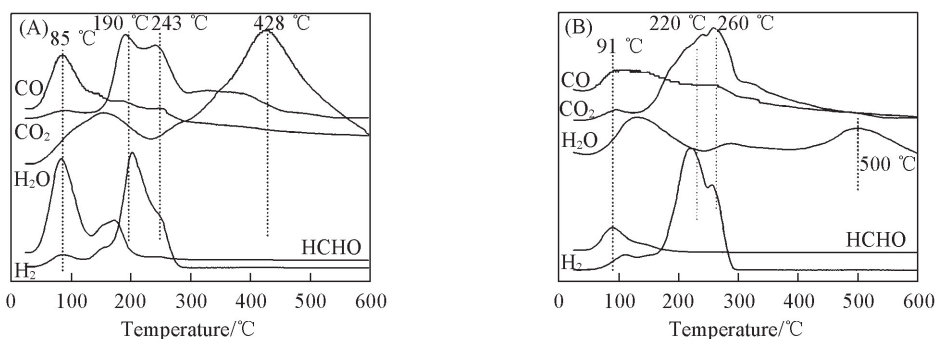 (A)
85 ℃
190 ℃
243 ℃
428 ℃
CO
CO₂
H₂O
H₂
HCHO
0 100 200 300 400 500 600
Temperature/℃
(B)
91 ℃
220 ℃
260 ℃
CO
CO₂
H₂O
500 ℃
H₂
HCHO
0 100 200 300 400 500 600
Temperature/℃